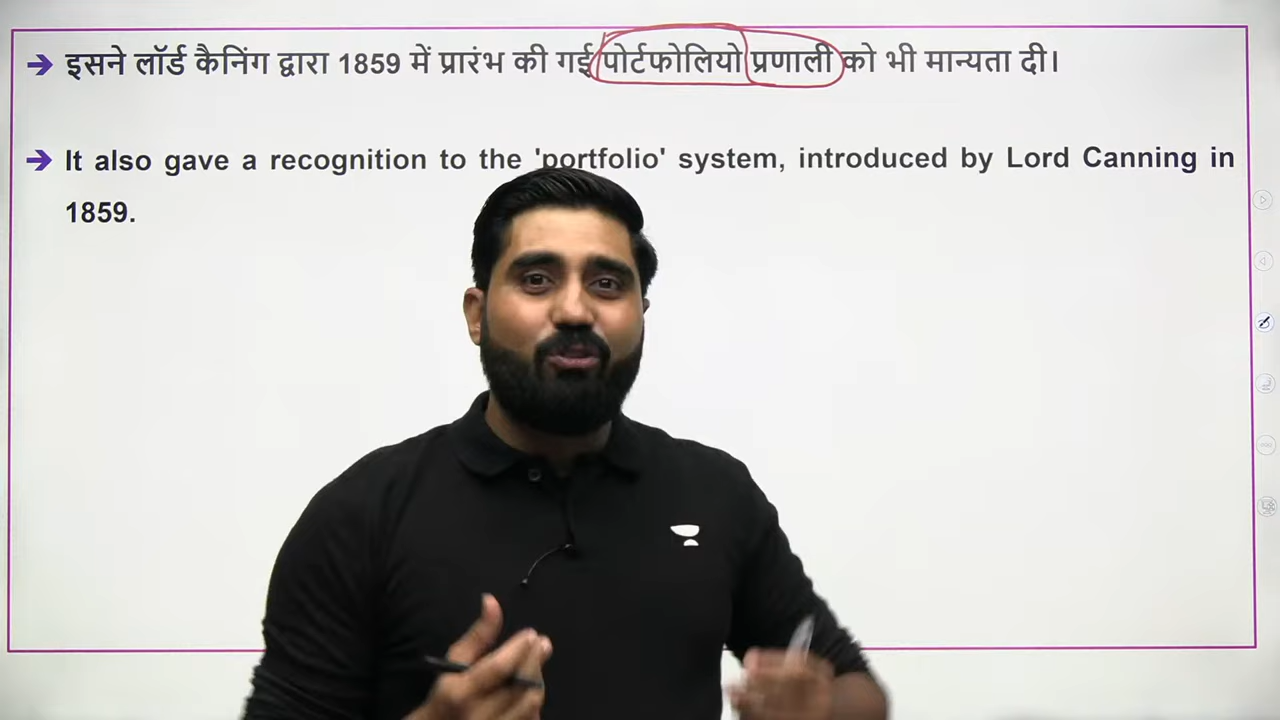 → इसने लॉर्ड कैनिंग द्वारा 1859 में प्रारंभ की गई पोर्टफोलियो प्रणाली को भी मान्यता दी।
→ It also gave a recognition to the 'portfolio' system, introduced by Lord Canning in
1859.